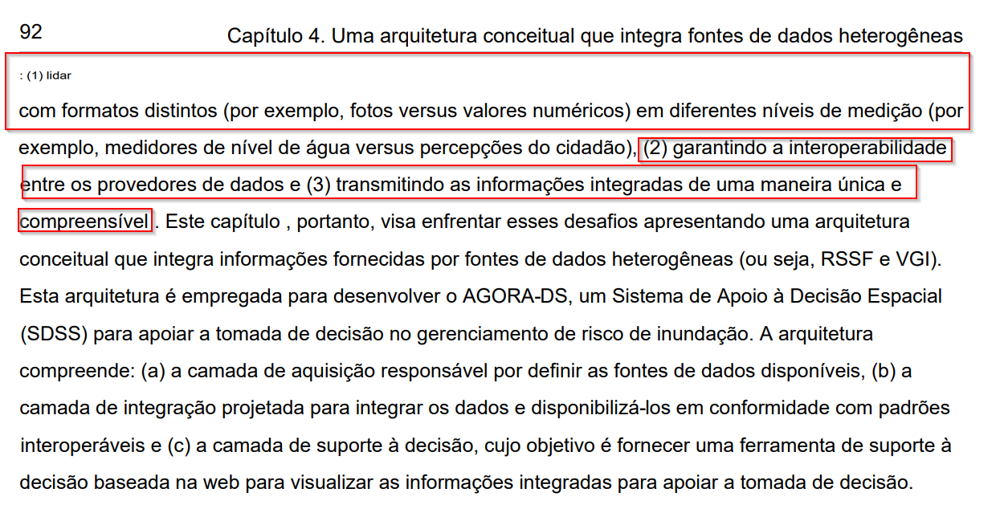 92
Capítulo 4. Uma arquitetura conceitual que integra fontes de dados heterogêneas
: (1) lidar
com formatos distintos (por exemplo, fotos versus valores numéricos) em diferentes níveis de medição (por
exemplo, medidores de nível de água versus percepções do cidadão), (2) garantindo a interoperabilidade
entre os provedores de dados e (3) transmitindo as informações integradas de uma maneira única e
compreensível . Este capítulo , portanto, visa enfrentar esses desafios apresentando uma arquitetura
conceitual que integra informações fornecidas por fontes de dados heterogêneas (ou seja, RSSF e VGI).
Esta arquitetura é empregada para desenvolver o AGORA-DS, um Sistema de Apoio à Decisão Espacial
(SDSS) para apoiar a tomada de decisão no gerenciamento de risco de inundação. A arquitetura
compreende: (a) a camada de aquisição responsável por definir as fontes de dados disponíveis, (b) a
camada de integração projetada para integrar os dados e disponibilizá-los em conformidade com padrões
interoperáveis e (c) a camada de suporte à decisão, cujo objetivo é fornecer uma ferramenta de suporte à
decisão baseada na web para visualizar as informações integradas para apoiar a tomada de decisão.